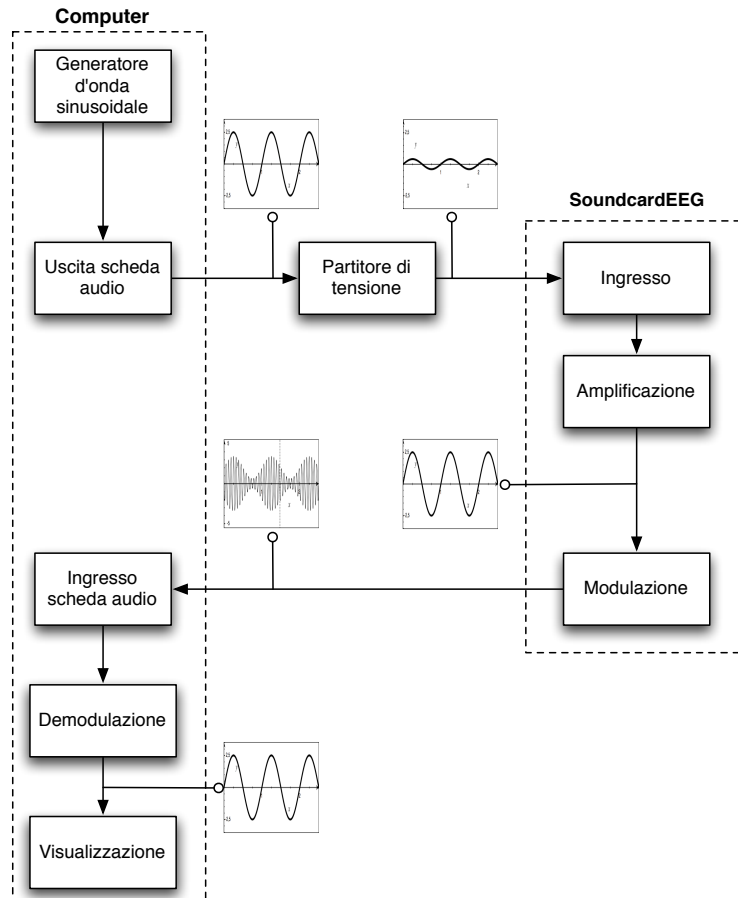 Computer
Generatore
d'onda
sinusoidale
Uscita scheda
audio
Partitore di
tensione
SoundcardEEG
Ingresso
Amplificazione
Modulazione
Ingresso
scheda audio
Demodulazione
Visualizzazione